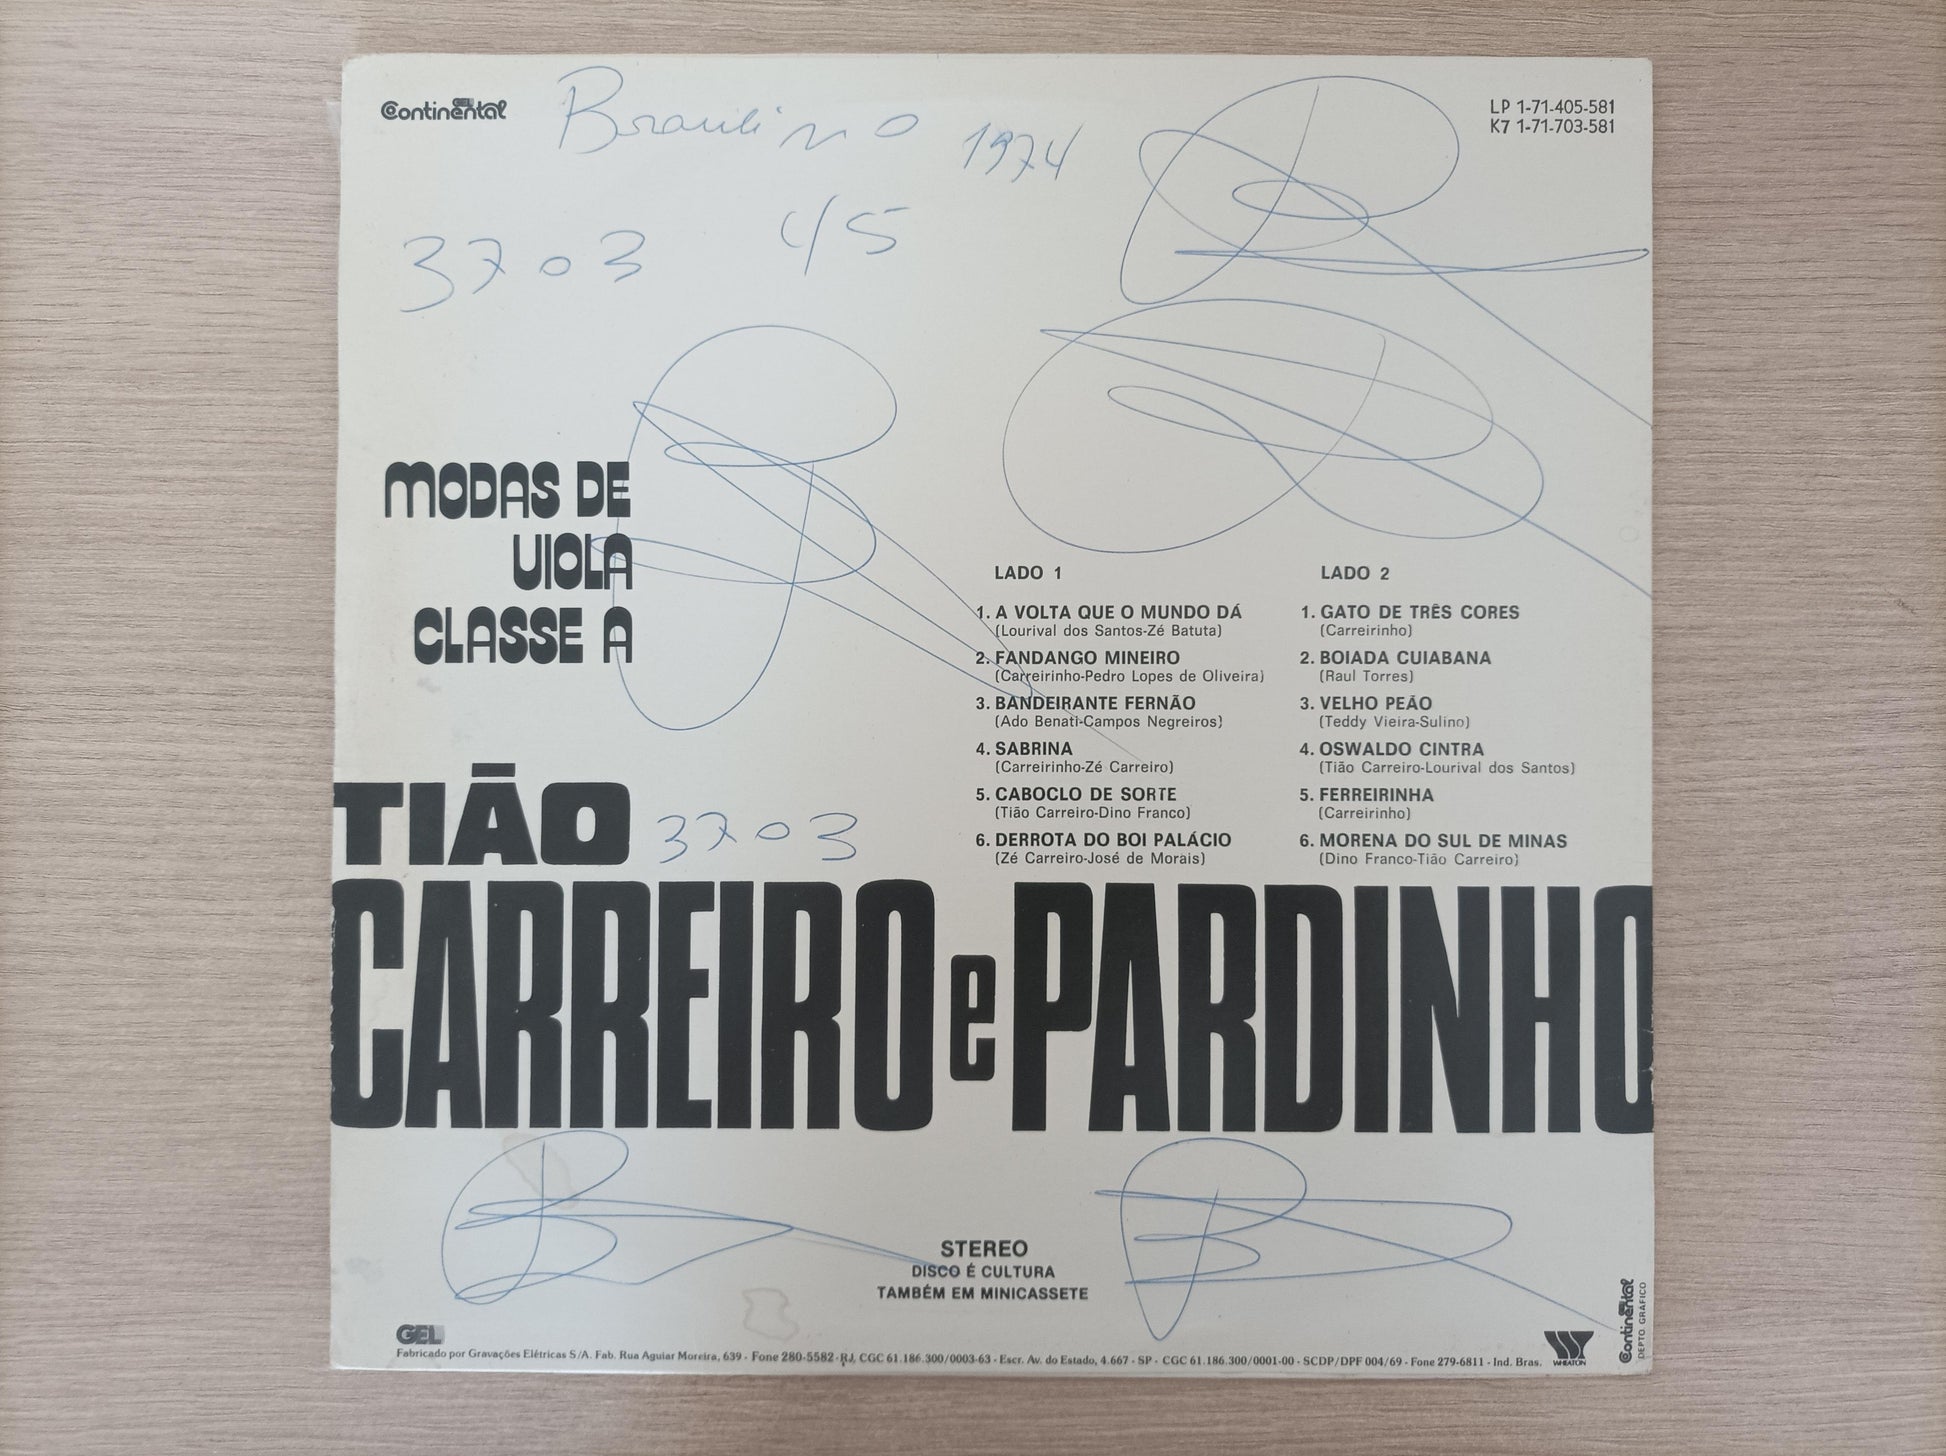 Continental
Brasilino 1974
LP 1-71-405-581
K7 1-71-703-581
3703 45
MODAS DE
VIOLA
CLASSE A
LADO 1
1. A VOLTA QUE O MUNDO DÁ
(Lourival dos Santos-Zé Batuta)
2. FANDANGO MINEIRO
(Carreirinho-Pedro Lopes de Oliveira)
3. BANDEIRANTE FERNÃO
(Ado Benati-Campos Negreiros)
4. SABRINA
(Carreirinho-Zé Carreiro)
5. CABOCLO DE SORTE
(Tião Carreiro-Dino Franco)
6. DERROTA DO BOI PALÁCIO
(Zé Carreiro-José de Morais)
LADO 2
1. GATO DE TRÊS CORES
(Carreirinho)
2. BOIADA CUIABANA
(Raul Torres)
3. VELHO PEÃO
(Teddy Vieira-Sulino)
4. OSWALDO CINTRA
(Tião Carreiro-Lourival dos Santos)
5. FERREIRINHA
(Carreirinho)
6. MORENA DO SUL DE MINAS
(Dino Franco-Tião Carreiro)
TIÃO
3703
CARREIRO e PARDINHO
STEREO
DISCO É CULTURA
TAMBÉM EM MINICASSETE
GEL
Fabricado por Gravações Elétricas S/A. Fab. Rua Aguiar Moreira, 639 - Fone 280-5582 - RJ, CGC 61.186.300/0003-63 - Escr. Av. do Estado, 4.667 - SP - CGC 61.186.300/0001-00 - SCDP/DPF 004/69 - Fone 279-6811 - Ind. Bras.
WHEATON
Continental
DEPTO. GRÁFICO